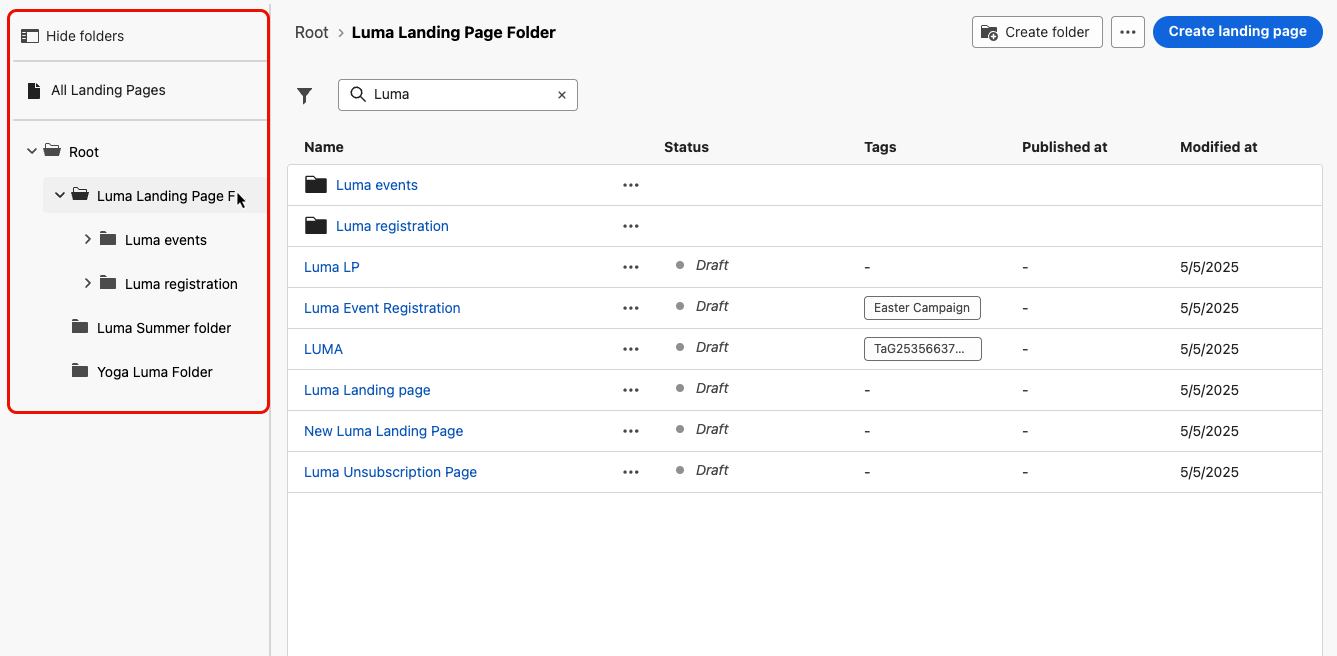 Hide folders
All Landing Pages
Root
Luma Landing Page F
Luma events
Luma registration
Luma Summer folder
Yoga Luma Folder
Root › Luma Landing Page Folder
Create folder
Create landing page
Luma
Name Status Tags Published at Modified at
Luma events
Luma registration
Luma LP Draft - - 5/5/2025
Luma Event Registration Draft Easter Campaign - 5/5/2025
LUMA Draft TaG25356637... - 5/5/2025
Luma Landing page Draft - - 5/5/2025
New Luma Landing Page Draft - - 5/5/2025
Luma Unsubscription Page Draft - - 5/5/2025